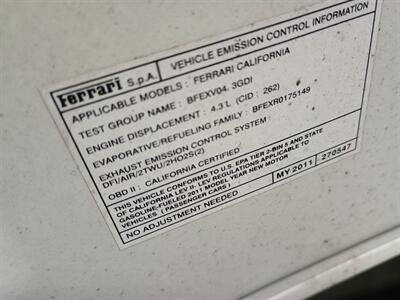 Ferrari S.p.A. VEHICLE EMISSION CONTROL INFORMATION
APPLICABLE MODELS : FERRARI CALIFORNIA
TEST GROUP NAME : BFEXV04. 3GDI
ENGINE DISPLACEMENT : 4.3 L (CID : 262)
EVAPORATIVE/REFUELING FAMILY : BFEXR0175149
EXHAUST EMISSION CONTROL SYSTEM
DFI/AIR/2TWU/2HO2S(2)
OBD II : CALIFORNIA CERTIFIED
THIS VEHICLE CONFORMS TO U.S. EPA TIER 2-BIN 5 AND STATE
OF CALIFORNIA LEV II- LEV REGULATIONS APPLICABLE TO
GASOLINE-FUELED 2011 MODEL YEAR NEW MOTOR
VEHICLES ( PASSENGER CARS )
NO ADJUSTMENT NEEDED MY 2011 270547